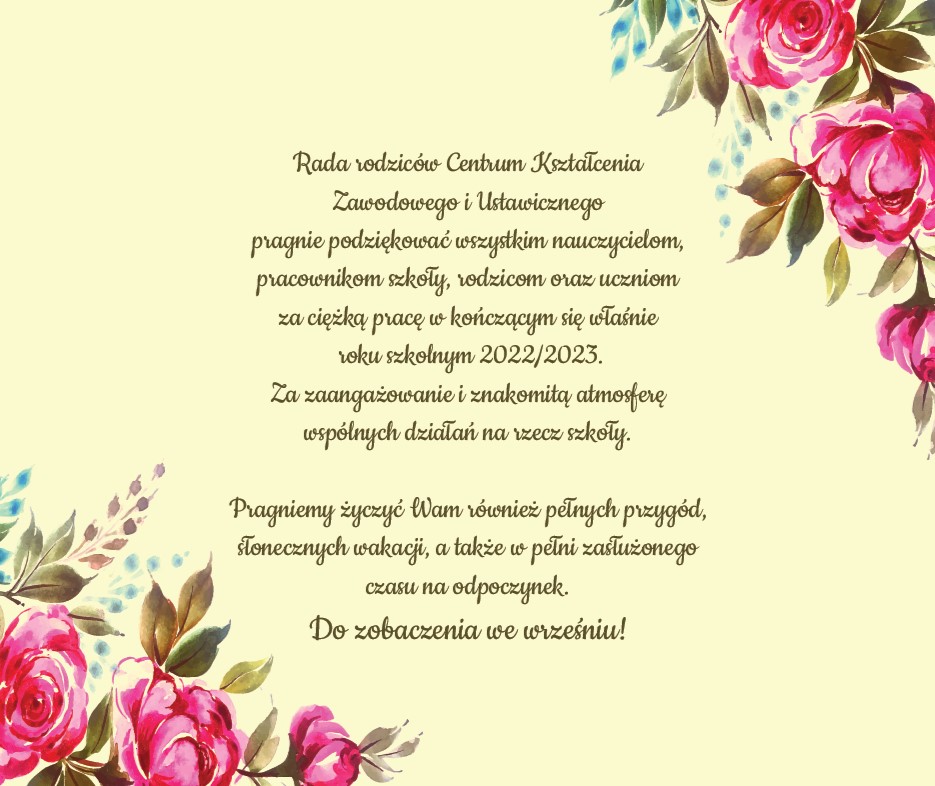 Rada rodziców Centrum Kształcenia
Zawodowego i Ustawicznego
pragnie podziękować wszystkim nauczycielom,
pracownikom szkoły, rodzicom oraz uczniom
za ciężką pracę w kończącym się właśnie
roku szkolnym 2022/2023.
Za zaangażowanie i znakomitą atmosferę
wspólnych działań na rzecz szkoły.
Pragniemy życzyć Wam również pełnych przygód,
słonecznych wakacji, a także w pełni zasłużonego
czasu na odpoczynek.
Do zobaczenia we wrześniu!